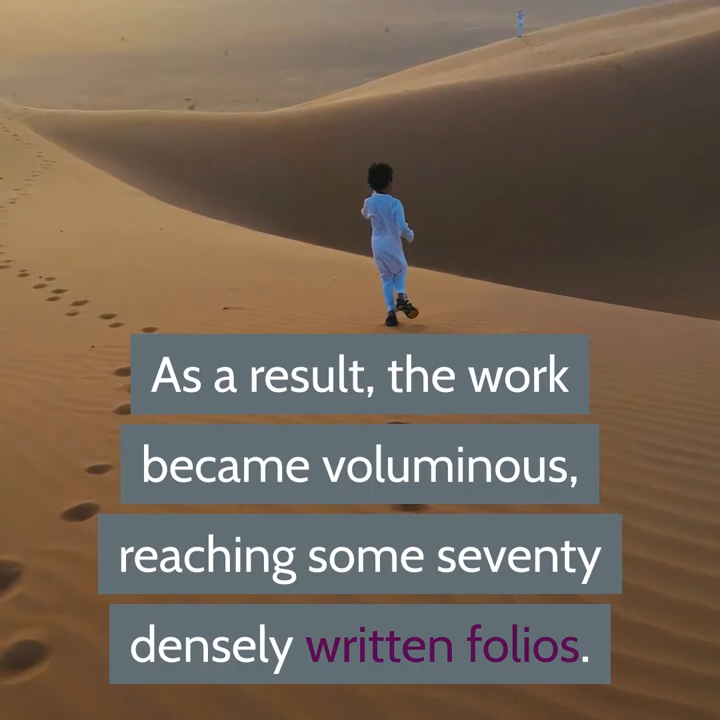 As a result, the work
became voluminous,
reaching some seventy
densely written folios.